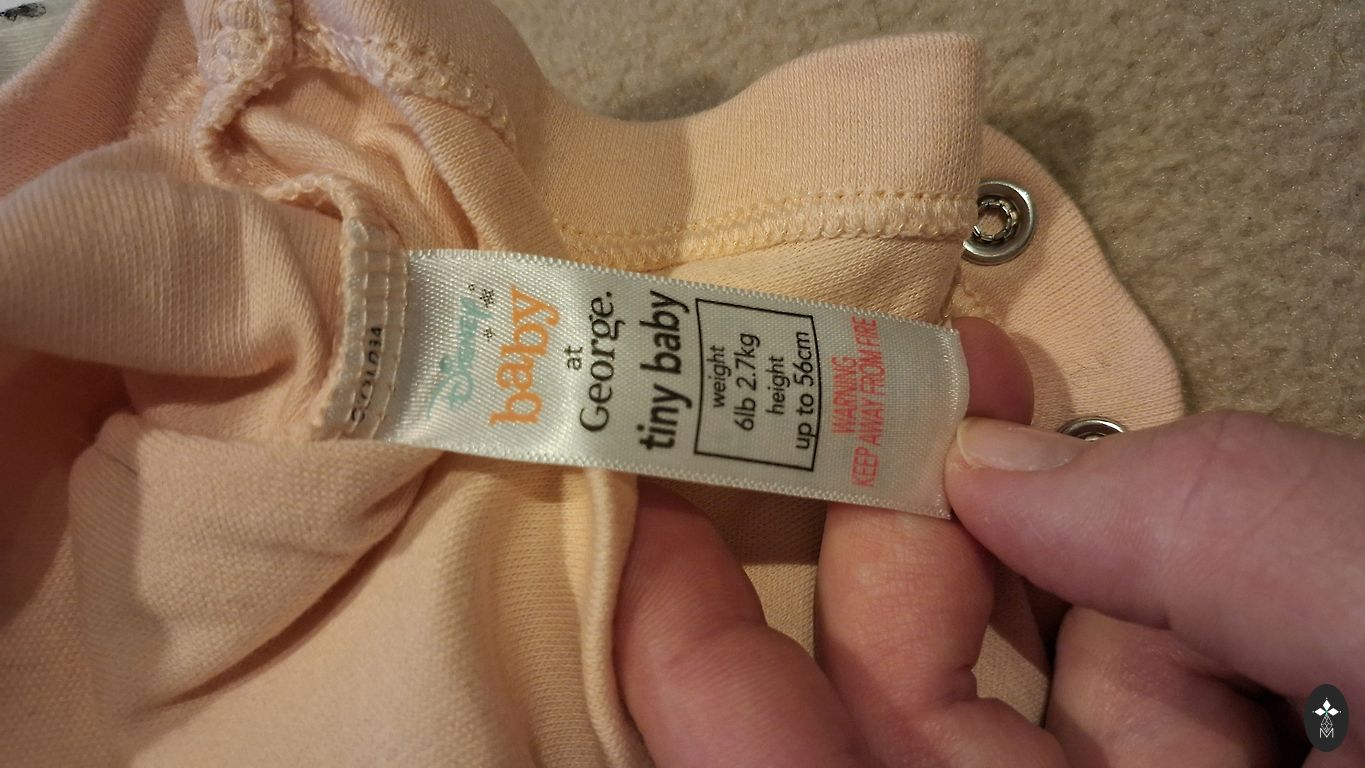 Disney
baby
at
George.
tiny baby
weight
6lb 2.7kg
height
up to 56cm
WARNING
KEEP AWAY FROM FIRE